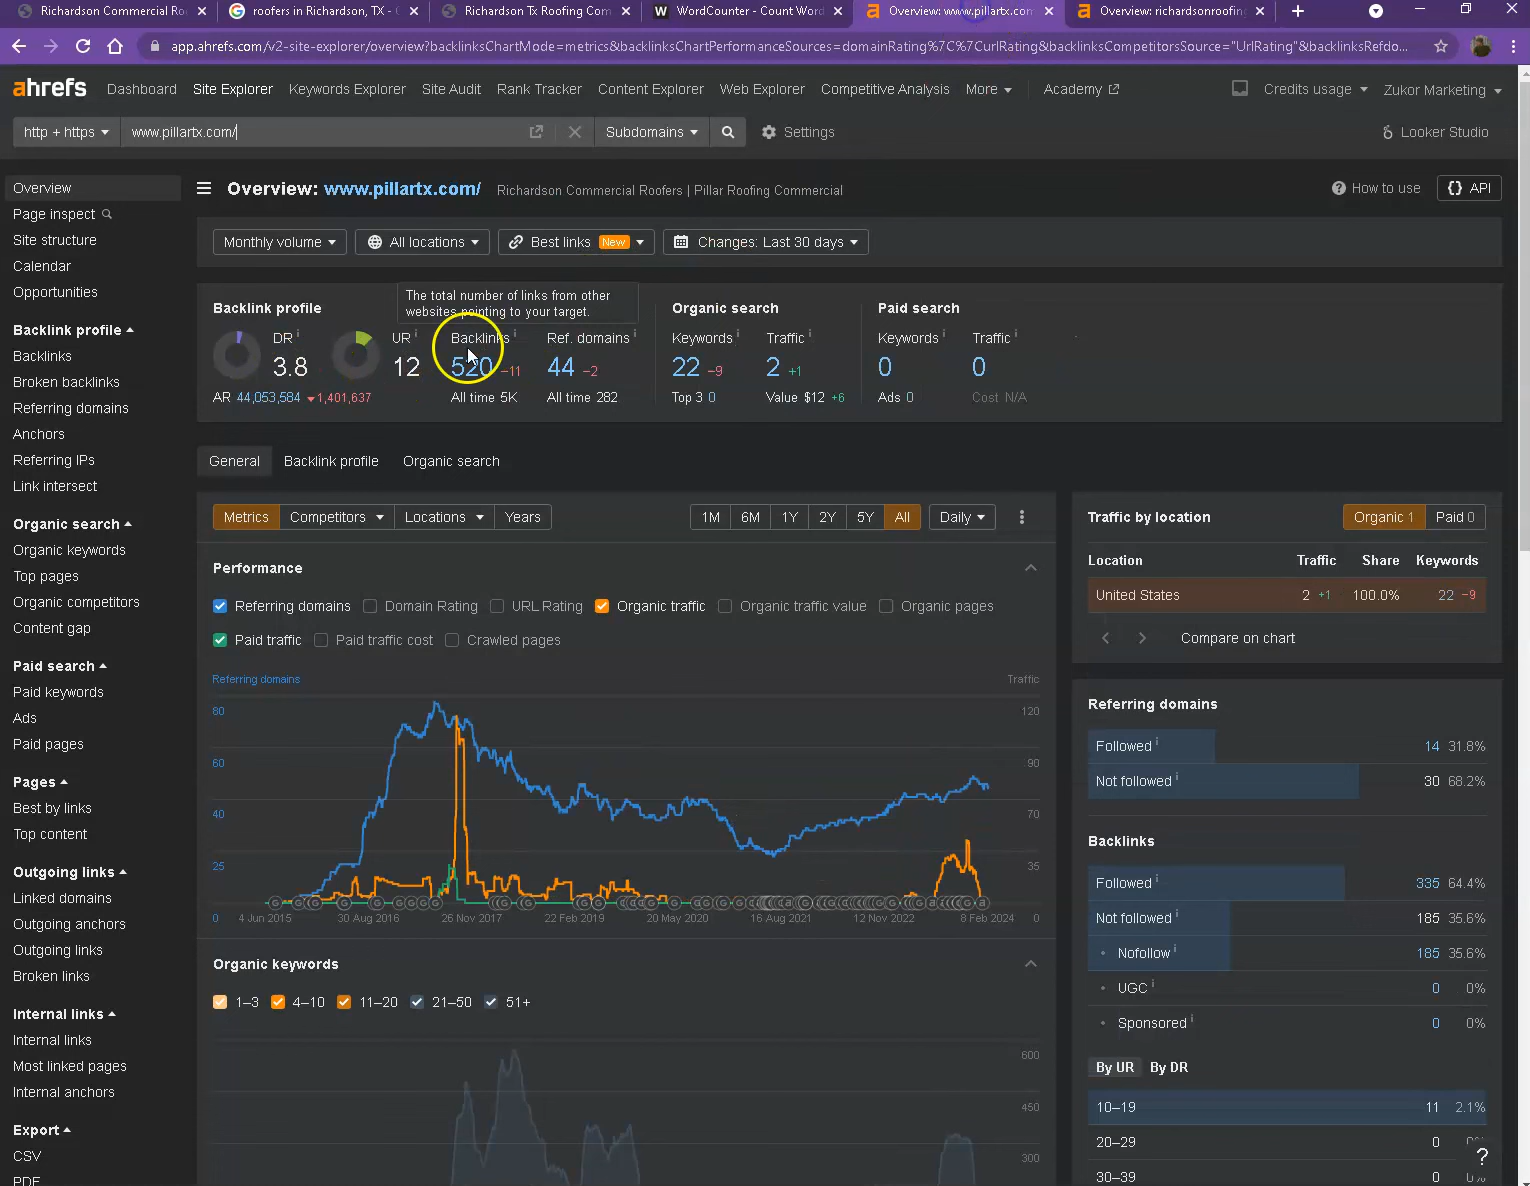 Richardson Commercial Ro
roofers in Richardson, TX -
Richardson Tx Roofing Com
WordCounter - Count Word
Overview: www.pillartx.com/
Overview: richardsonroofin
app.ahrefs.com/v2-site-explorer/overview?backlinksChartMode=metrics&backlinksChartPerformanceSources=domainRating%7C%7CurlRating&backlinksCompetitorsSource="UrlRating"&backlinksRefdo...
ahrefs Dashboard Site Explorer Keywords Explorer Site Audit Rank Tracker Content Explorer Web Explorer Competitive Analysis More Academy Credits usage Zukor Marketing
http + https www.pillartx.com/ Subdomains Settings Looker Studio
Overview
Page inspect
Site structure
Calendar
Opportunities
Backlink profile
Backlinks
Broken backlinks
Referring domains
Anchors
Referring IPs
Link intersect
Organic search
Organic keywords
Top pages
Organic competitors
Content gap
Paid search
Paid keywords
Ads
Paid pages
Pages
Best by links
Top content
Outgoing links
Linked domains
Outgoing anchors
Outgoing links
Broken links
Internal links
Internal links
Most linked pages
Internal anchors
Export
CSV
PDF
Overview: www.pillartx.com/ Richardson Commercial Roofers | Pillar Roofing Commercial How to use {} API
Monthly volume All locations Best links New Changes: Last 30 days
The total number of links from other
websites pointing to your target.
Backlink profile Organic search Paid search
DR UR Backlinks Ref. domains Keywords Traffic Keywords Traffic
3.8 12 520 -11 44 -2 22 -9 2 +1 0 0
AR 44,053,584 1,401,637 All time 5K All time 282 Top 3 0 Value $12 +6 Ads 0 Cost N/A
General Backlink profile Organic search
Metrics Competitors Locations Years 1M 6M 1Y 2Y 5Y All Daily
Performance
Referring domains Domain Rating URL Rating Organic traffic Organic traffic value Organic pages
Paid traffic Paid traffic cost Crawled pages
Referring domains Traffic
80 120
60 90
40 70
25 35
0 4 Jun 2015 30 Aug 2016 26 Nov 2017 22 Feb 2019 20 May 2020 16 Aug 2021 12 Nov 2022 8 Feb 2024 0
Organic keywords
1–3 4–10 11–20 21–50 51+
600
450
300
Traffic by location Organic 1 Paid 0
Location Traffic Share Keywords
United States 2 +1 100.0% 22 -9
Compare on chart
Referring domains
Followed 14 31.8%
Not followed 30 68.2%
Backlinks
Followed 335 64.4%
Not followed 185 35.6%
Nofollow 185 35.6%
UGC 0 0%
Sponsored 0 0%
By UR By DR
10–19 11 2.1%
20–29 0
30–39 0
?